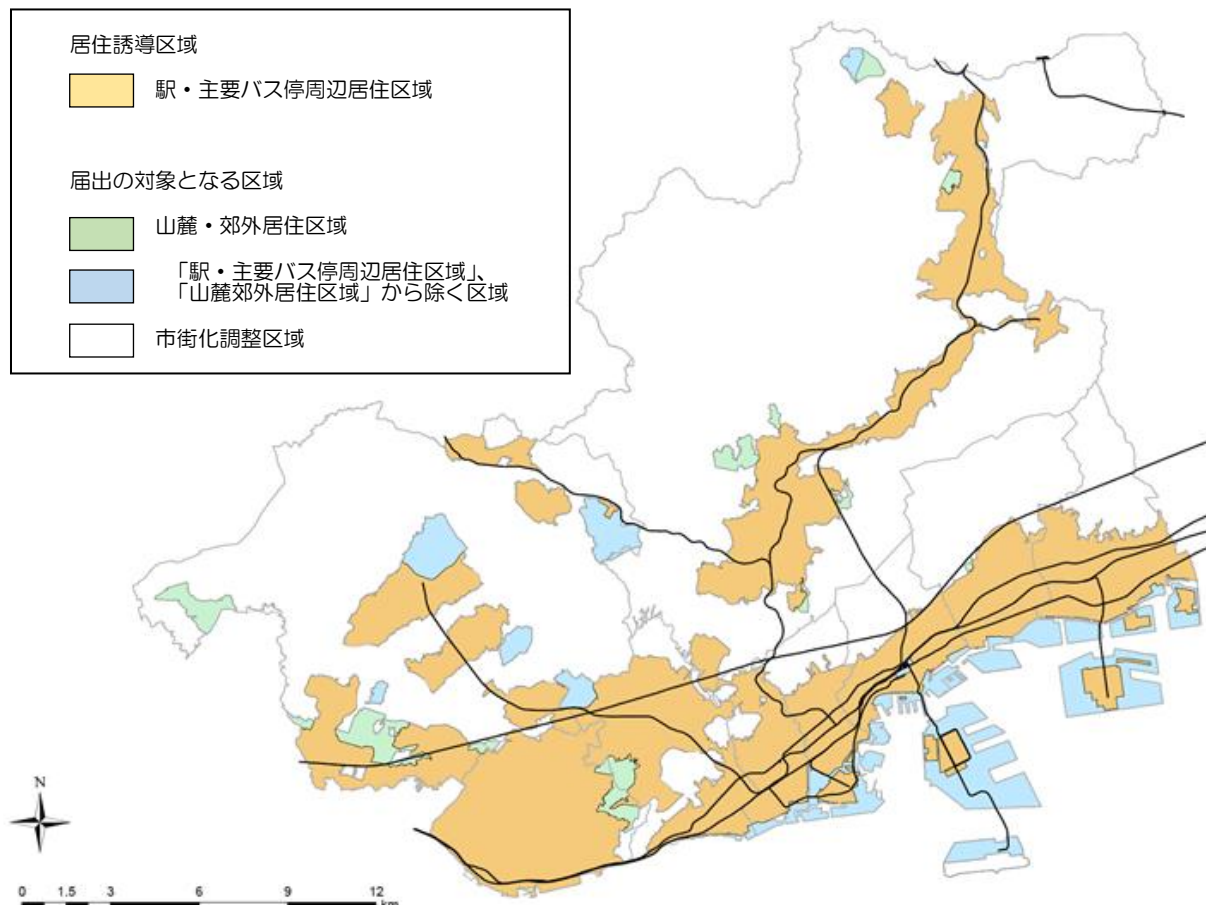 居住誘導区域
駅・主要バス停周辺居住区域
届出の対象となる区域
山麓・郊外居住区域
「駅・主要バス停周辺居住区域」、
「山麓郊外居住区域」から除く区域
市街化調整区域
N
0 1.5 3 6 9 12
km